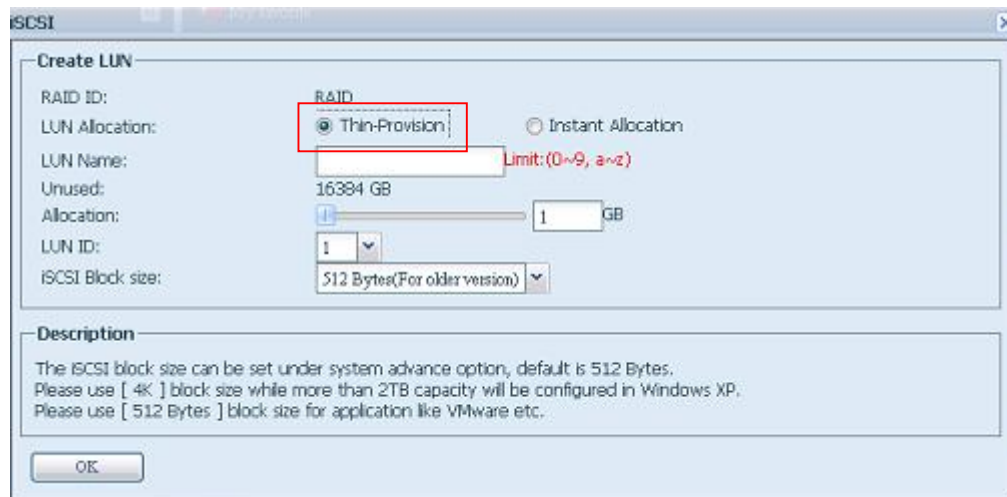 iSCSI
Create LUN
RAID ID: RAID
LUN Allocation: Thin-Provision Instant Allocation
LUN Name: Limit:(0~9, a~z)
Unused: 16384 GB
Allocation: 1 GB
LUN ID: 1
iSCSI Block size: 512 Bytes(For older version)
Description
The iSCSI block size can be set under system advance option, default is 512 Bytes.
Please use [ 4K ] block size while more than 2TB capacity will be configured in Windows XP.
Please use [ 512 Bytes ] block size for application like VMware etc.
OK